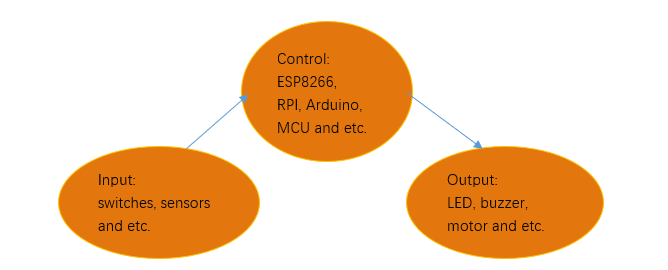 Control:
ESP8266,
RPI, Arduino,
MCU and etc.
Input:
switches, sensors
and etc.
Output:
LED, buzzer,
motor and etc.